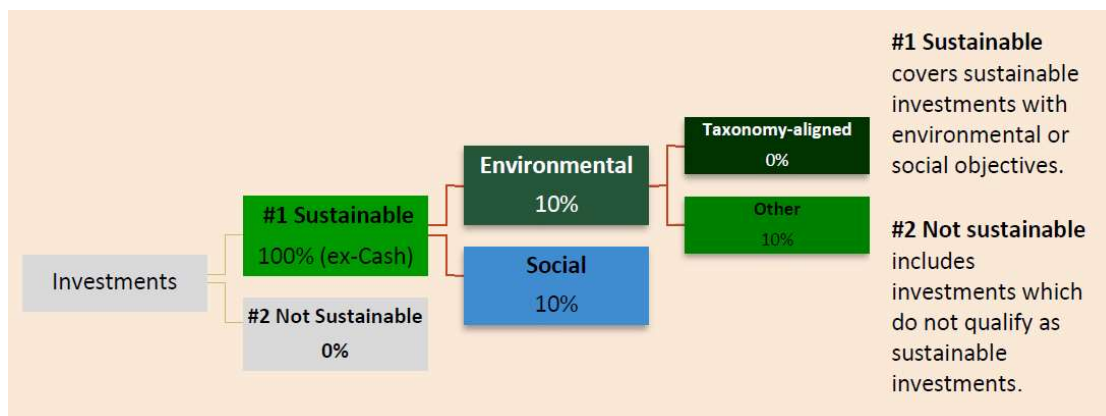 Investments
#1 Sustainable
100% (ex-Cash)
#2 Not Sustainable
0%
Environmental
10%
Social
10%
Taxonomy-aligned
0%
Other
10%
#1 Sustainable
covers sustainable
investments with
environmental or
social objectives.
#2 Not sustainable
includes
investments which
do not qualify as
sustainable
investments.